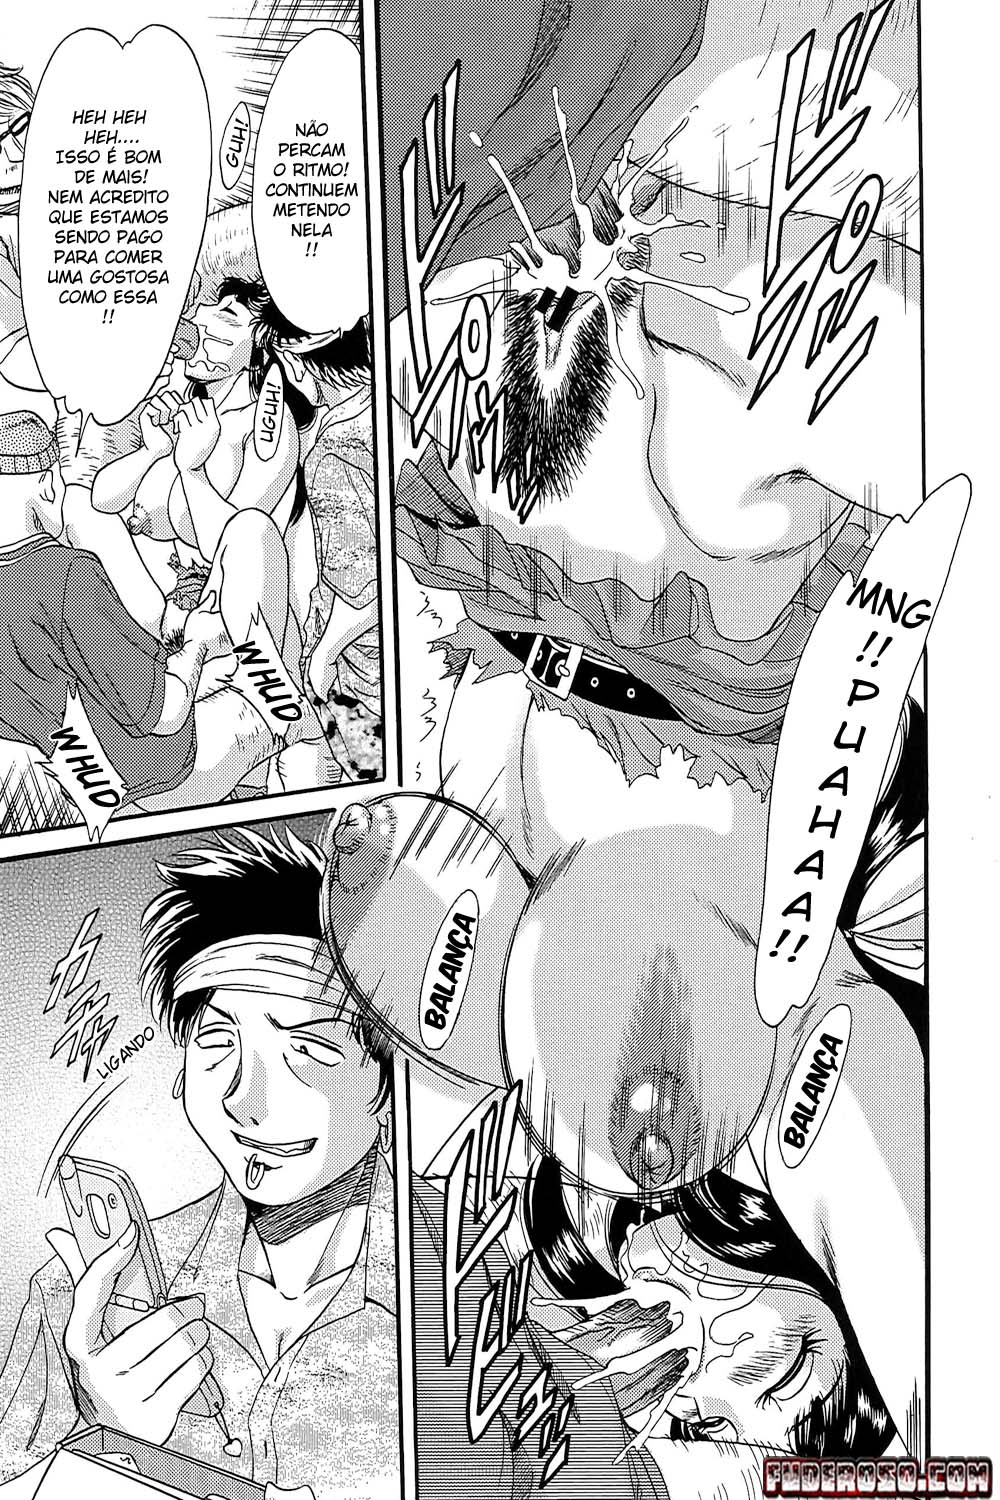 NÃO
PERCAM
O RITMO!
CONTINUEM
METENDO
NELA
!!
GUH!
HEH HEH
HEH....
ISSO É BOM
DE MAIS!
NEM ACREDITO
QUE ESTAMOS
SENDO PAGO
PARA COMER
UMA GOSTOSA
COMO ESSA
!!
UGUH!
WHUD
WHUD
MNG
!! PUAHAA!!
BALANÇA
BALANÇA
LIGANDO
FUDEROSO.COM